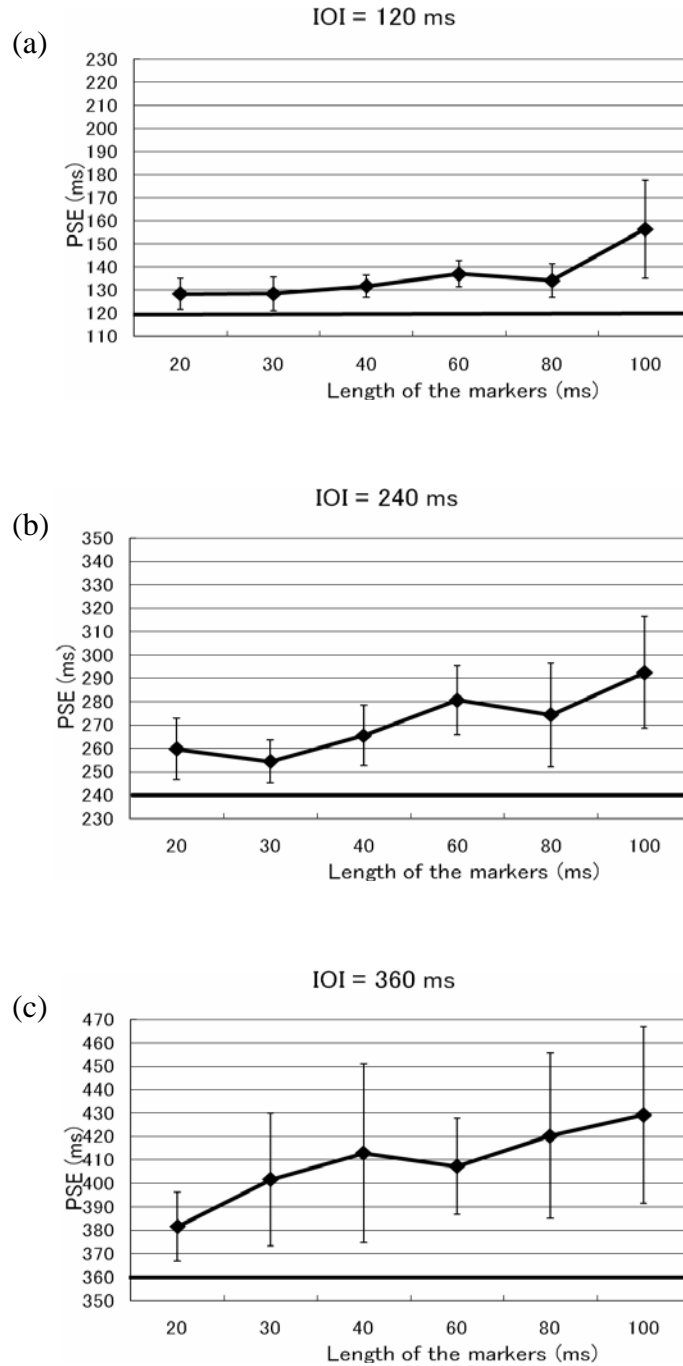 IOI = 120 ms
(a)
230
220
210
200
190
180
170
160
150
140
130
120
110
PSE (ms)
20 30 40 60 80 100
Length of the markers (ms)
IOI = 240 ms
(b)
350
340
330
320
310
300
290
280
270
260
250
240
230
PSE (ms)
20 30 40 60 80 100
Length of the markers (ms)
IOI = 360 ms
(c)
470
460
450
440
430
420
410
400
390
380
370
360
350
PSE (ms)
20 30 40 60 80 100
Length of the markers (ms)